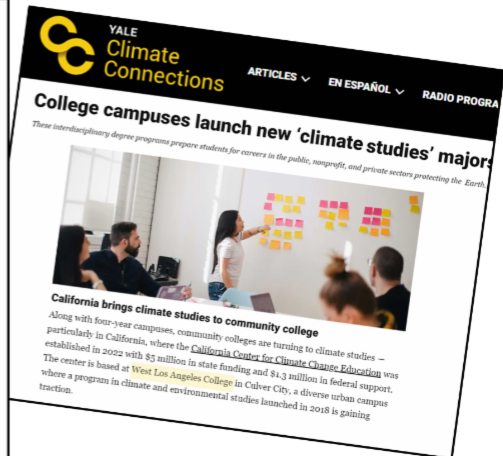 YALE
Climate
Connections
ARTICLES
EN ESPAÑOL
RADIO PROGRA
College campuses launch new ‘climate studies’ majors
These interdisciplinary degree programs prepare students for careers in the public, nonprofit, and private sectors protecting the Earth.
California brings climate studies to community college
Along with four-year campuses, community colleges are turning to climate studies —
particularly in California, where the California Center for Climate Change Education was
established in 2022 with $5 million in state funding and $1.3 million in federal support.
The center is based at West Los Angeles College in Culver City, a diverse urban campus
where a program in climate and environmental studies launched in 2018 is gaining
traction.